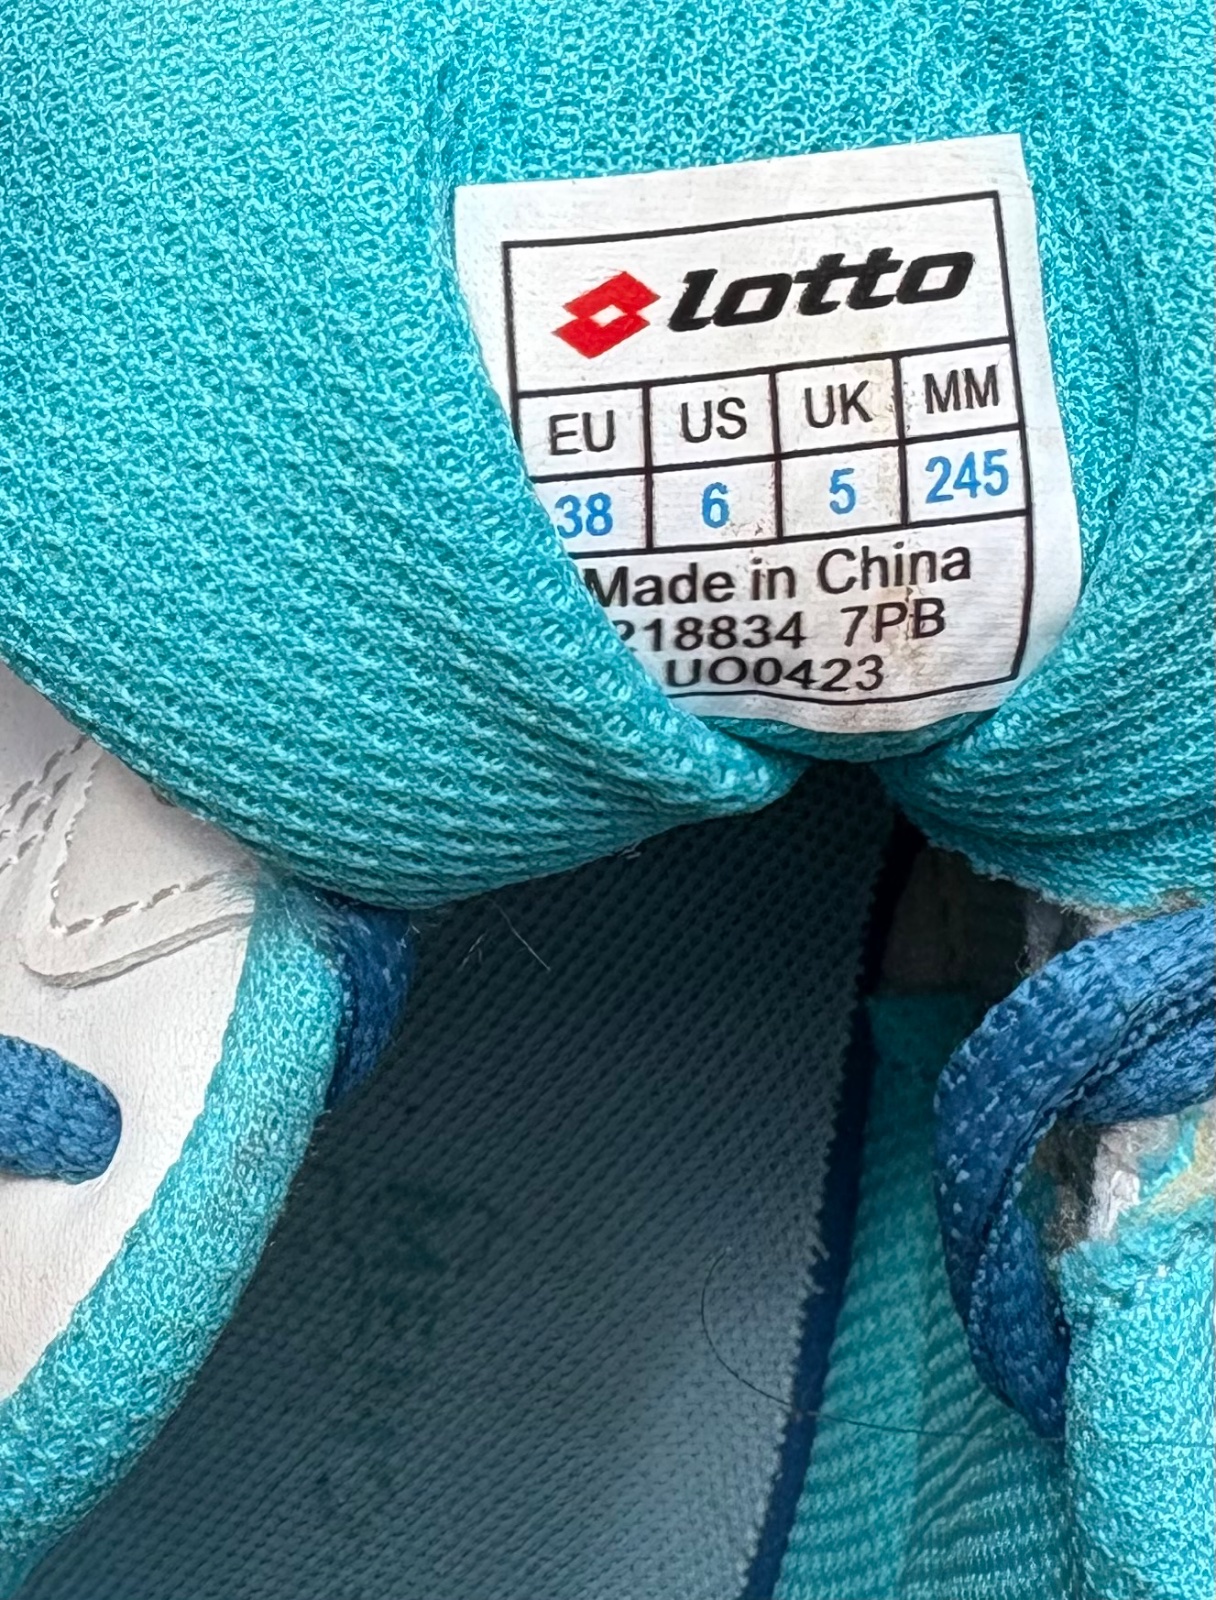 lotto
EU US UK MM
38 6 5 245
Made in China
218834 7PB
UO0423